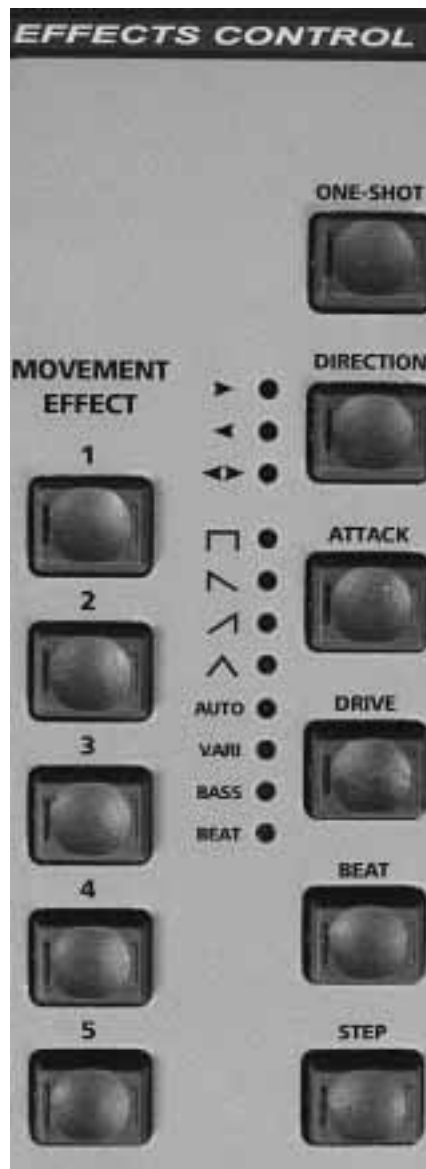 EFFECTS CONTROL
ONE-SHOT
MOVEMENT
EFFECT
DIRECTION
1
ATTACK
2
AUTO
DRIVE
3
VARI
BASS
BEAT
BEAT
4
5
STEP